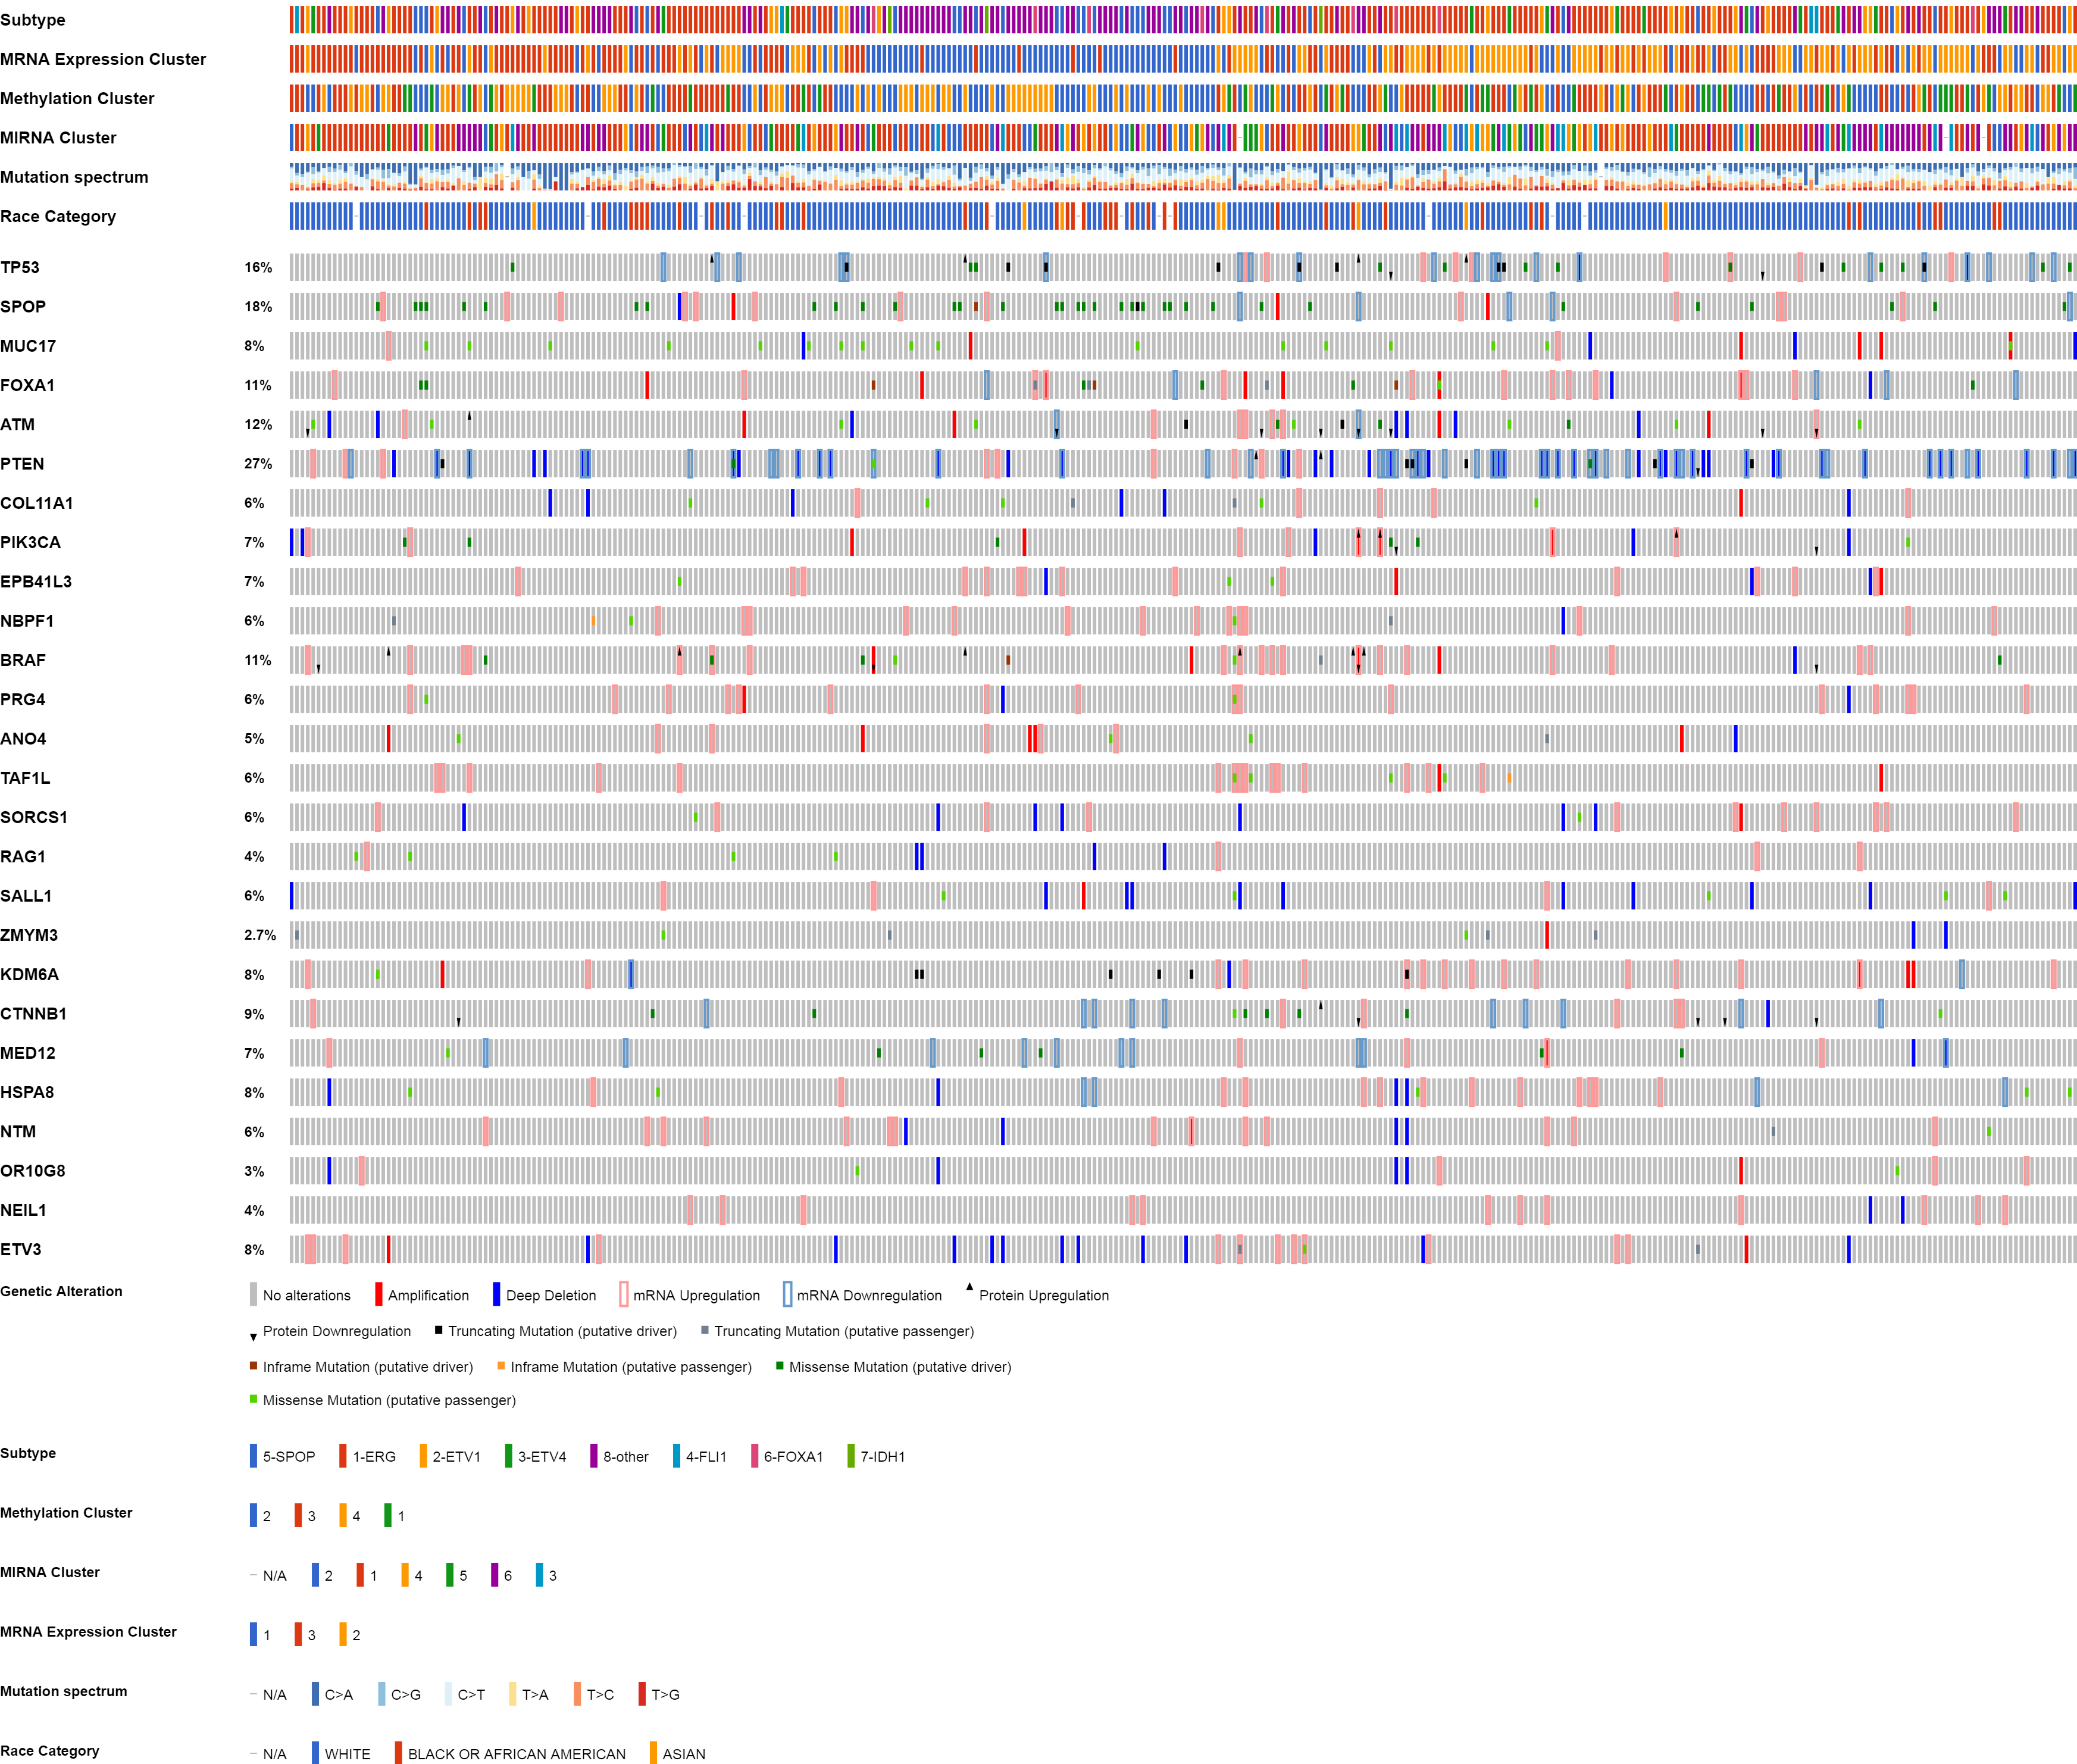 Subtype
MRNA Expression Cluster
Methylation Cluster
MIRNA Cluster
Mutation spectrum
Race Category
TP53 16%
SPOP 18%
MUC17 8%
FOXA1 11%
ATM 12%
PTEN 27%
COL11A1 6%
PIK3CA 7%
EPB41L3 7%
NBPF1 6%
BRAF 11%
PRG4 6%
ANO4 5%
TAF1L 6%
SORCS1 6%
RAG1 4%
SALL1 6%
ZMYM3 2.7%
KDM6A 8%
CTNNB1 9%
MED12 7%
HSPA8 8%
NTM 6%
OR10G8 3%
NEIL1 4%
ETV3 8%
Genetic Alteration No alterations Amplification Deep Deletion mRNA Upregulation mRNA Downregulation Protein Upregulation
Protein Downregulation Truncating Mutation (putative driver) Truncating Mutation (putative passenger)
Inframe Mutation (putative driver) Inframe Mutation (putative passenger) Missense Mutation (putative driver)
Missense Mutation (putative passenger)
Subtype 5-SPOP 1-ERG 2-ETV1 3-ETV4 8-other 4-FLI1 6-FOXA1 7-IDH1
Methylation Cluster 2 3 4 1
MIRNA Cluster N/A 2 1 4 5 6 3
MRNA Expression Cluster 1 3 2
Mutation spectrum N/A C>A C>G C>T T>A T>C T>G
Race Category N/A WHITE BLACK OR AFRICAN AMERICAN ASIAN